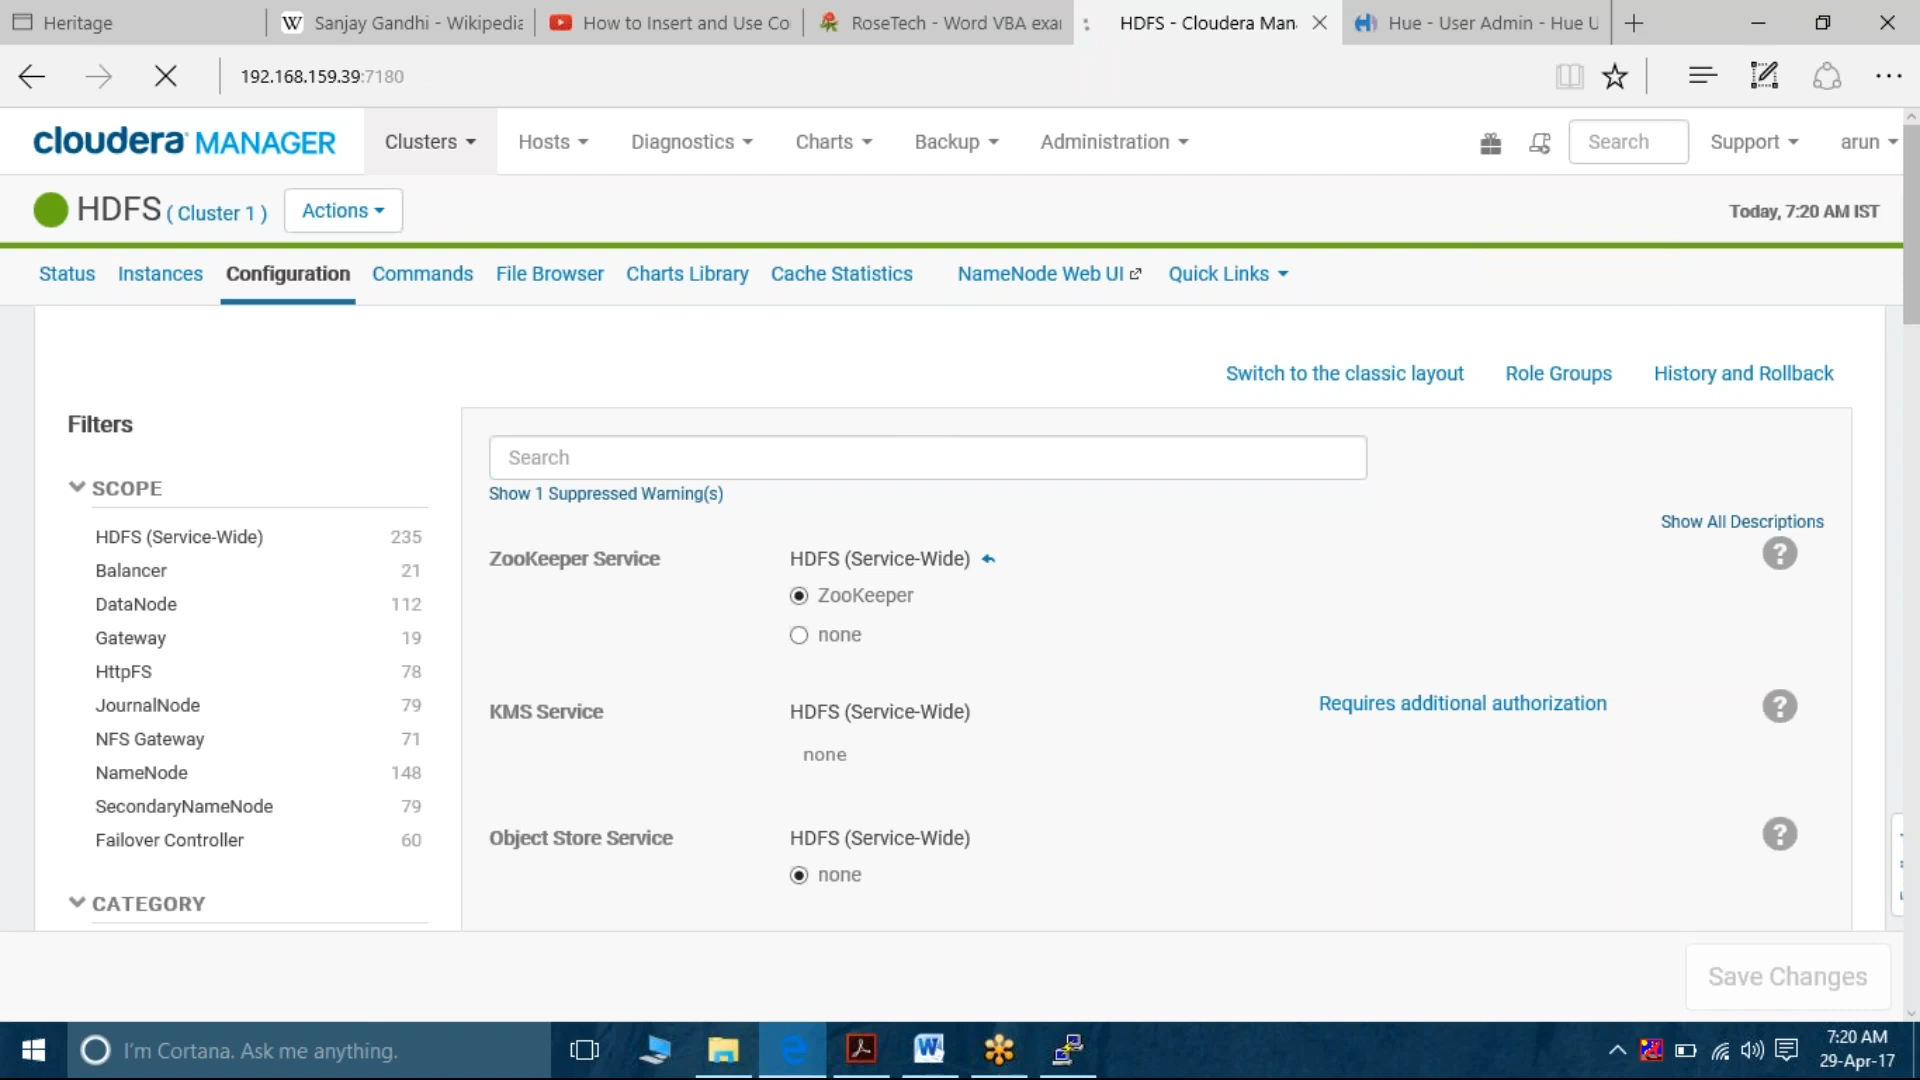 Heritage
W Sanjay Gandhi - Wikipedia
How to Insert and Use Co
RoseTech - Word VBA exar
HDFS - Cloudera Man
Hue - User Admin - Hue U
192.168.159.39:7180
cloudera MANAGER
Clusters
Hosts
Diagnostics
Charts
Backup
Administration
Search
Support
arun
HDFS ( Cluster 1 )
Actions
Today, 7:20 AM IST
Status
Instances
Configuration
Commands
File Browser
Charts Library
Cache Statistics
NameNode Web UI
Quick Links
Switch to the classic layout
Role Groups
History and Rollback
Filters
SCOPE
HDFS (Service-Wide) 235
Balancer 21
DataNode 112
Gateway 19
HttpFS 78
JournalNode 79
NFS Gateway 71
NameNode 148
SecondaryNameNode 79
Failover Controller 60
CATEGORY
Search
Show 1 Suppressed Warning(s)
Show All Descriptions
ZooKeeper Service
HDFS (Service-Wide)
?
ZooKeeper
none
KMS Service
HDFS (Service-Wide)
Requires additional authorization
?
none
Object Store Service
HDFS (Service-Wide)
?
none
Save Changes
I'm Cortana. Ask me anything.
7:20 AM
29-Apr-17